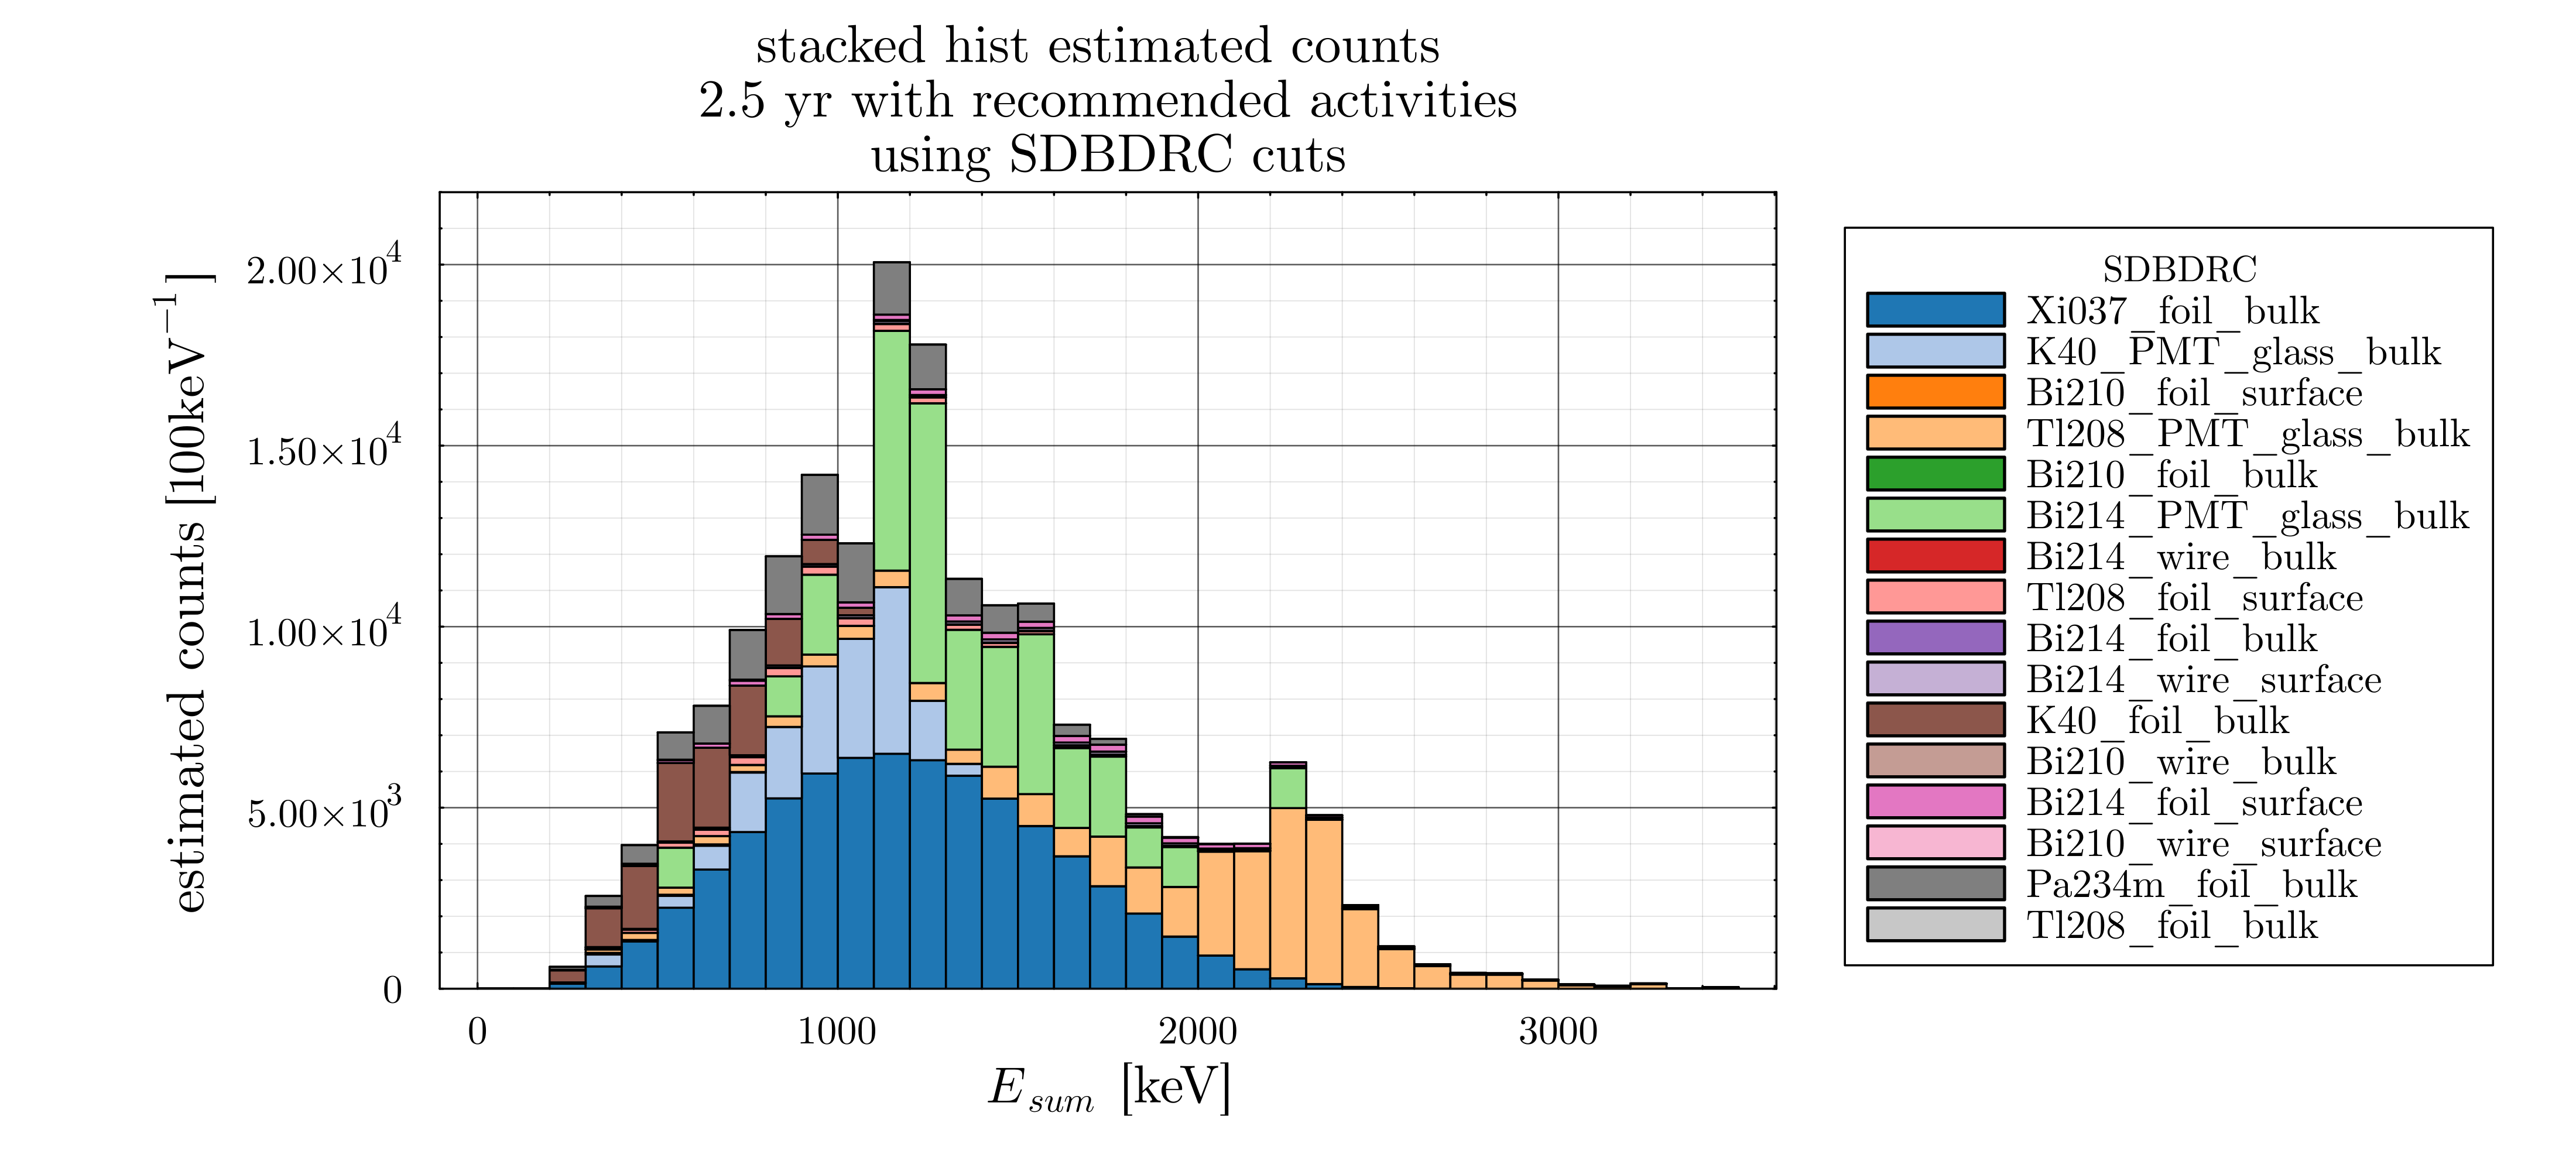 stacked hist estimated counts
2.5 yr with recommended activities
using SDBDRC cuts
estimated counts [100keV⁻¹]
2.00×10⁴
1.50×10⁴
1.00×10⁴
5.00×10³
0
0 1000 2000 3000
E_sum [keV]
SDBDRC
Xi037_foil_bulk
K40_PMT_glass_bulk
Bi210_foil_surface
Tl208_PMT_glass_bulk
Bi210_foil_bulk
Bi214_PMT_glass_bulk
Bi214_wire_bulk
Tl208_foil_surface
Bi214_foil_bulk
Bi214_wire_surface
K40_foil_bulk
Bi210_wire_bulk
Bi214_foil_surface
Bi210_wire_surface
Pa234m_foil_bulk
Tl208_foil_bulk